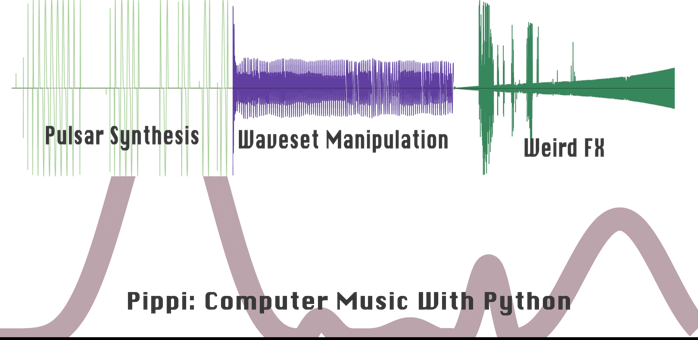 Pulsar Synthesis
Waveset Manipulation
Weird FX
Pippi: Computer Music With Python